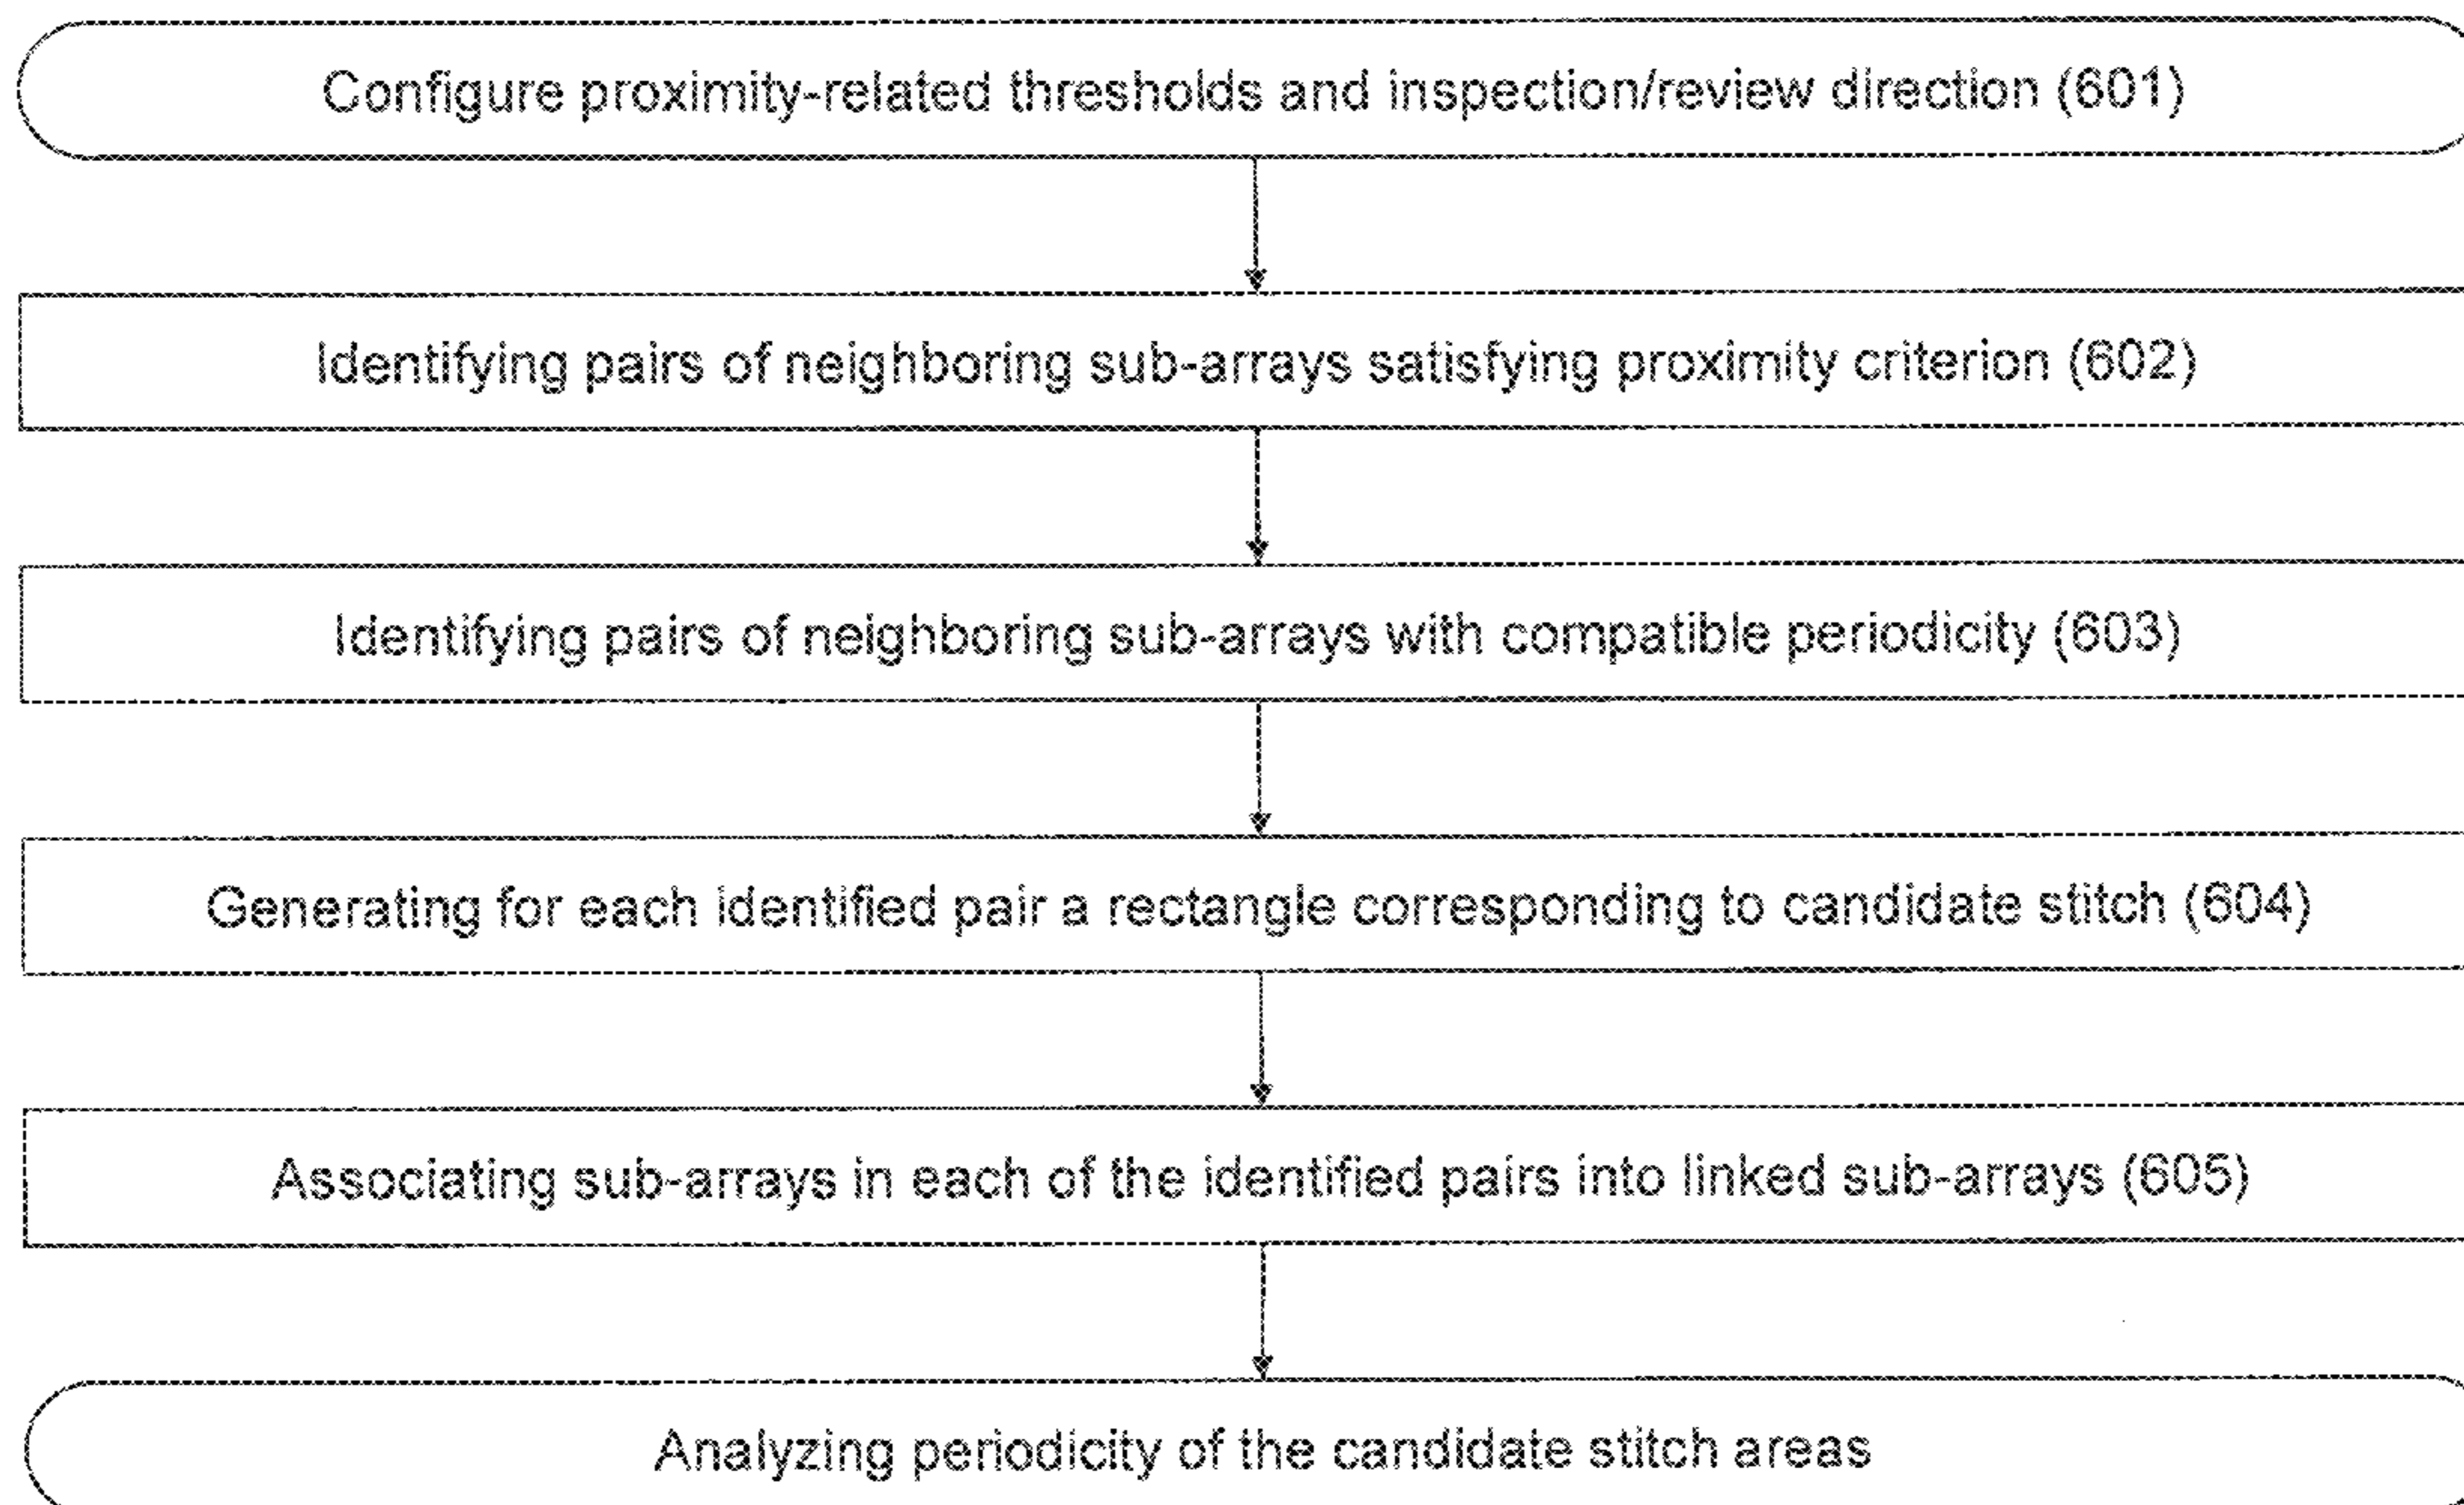 Configure proximity-related thresholds and inspection/review direction (601)
Identifying pairs of neighboring sub-arrays satisfying proximity criterion (602)
Identifying pairs of neighboring sub-arrays with compatible periodicity (603)
Generating for each identified pair a rectangle corresponding to candidate stitch (604)
Associating sub-arrays in each of the identified pairs into linked sub-arrays (605)
Analyzing periodicity of the candidate stitch areas